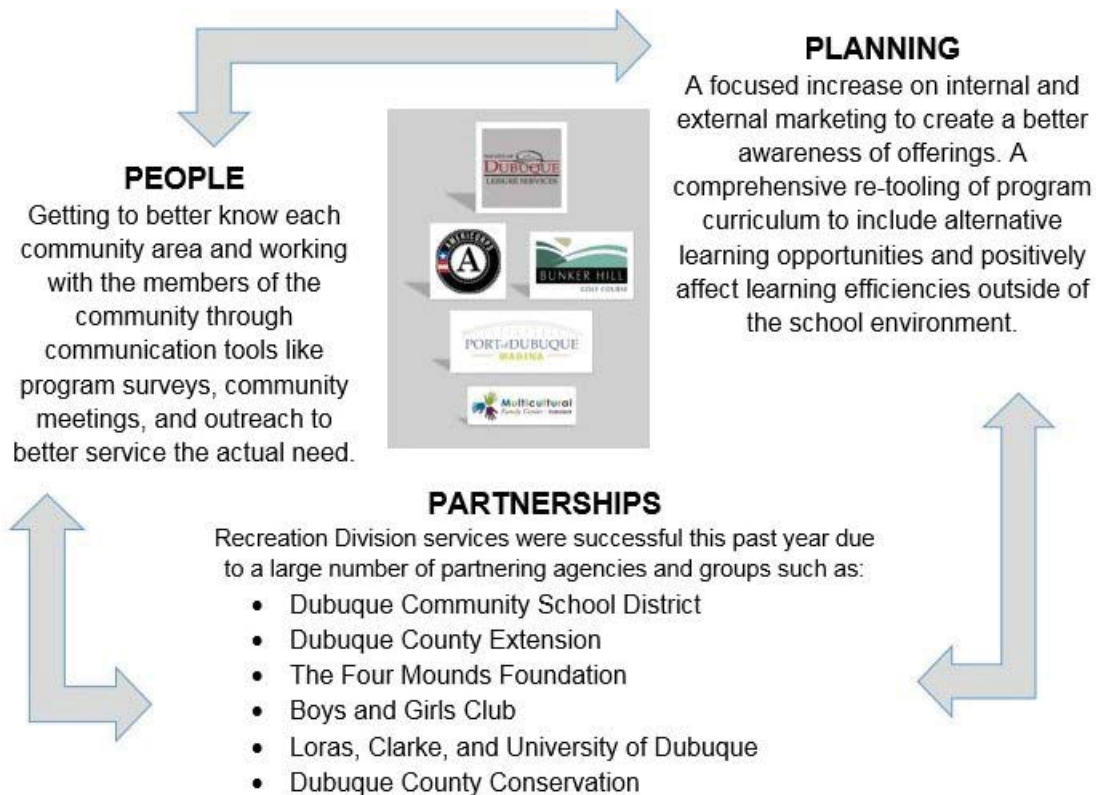 PEOPLE
Getting to better know each
community area and working
with the members of the
community through
communication tools like
program surveys, community
meetings, and outreach to
better service the actual need.
DUBUQUE
LEISURE SERVICES
AMERICORPS
A
BUNKER HILL
GOLF COURSE
PORT of DUBUQUE
MARINA
Multicultural
Family Center
PLANNING
A focused increase on internal and
external marketing to create a better
awareness of offerings. A
comprehensive re-tooling of program
curriculum to include alternative
learning opportunities and positively
affect learning efficiencies outside of
the school environment.
PARTNERSHIPS
Recreation Division services were successful this past year due
to a large number of partnering agencies and groups such as:
• Dubuque Community School District
• Dubuque County Extension
• The Four Mounds Foundation
• Boys and Girls Club
• Loras, Clarke, and University of Dubuque
• Dubuque County Conservation